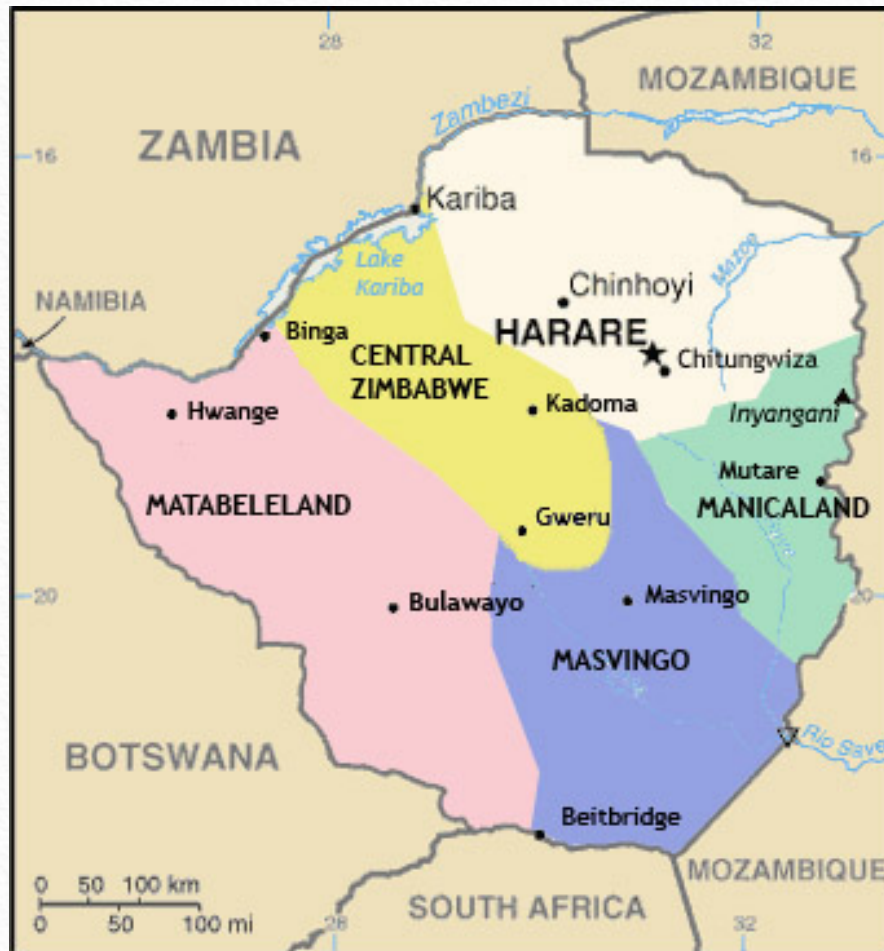 28
32
MOZAMBIQUE
Zambezi
ZAMBIA
16
16
Kariba
Lake
Kariba
Mazoe
NAMIBIA
Chinhoyi
HARARE
Binga
CENTRAL
ZIMBABWE
Chitungwiza
Hwange
Kadoma
Inyangani
Mutare
MATABELELAND
MANICALAND
Gweru
20
20
Bulawayo
Masvingo
MASVINGO
BOTSWANA
Rio Save
Beitbridge
MOZAMBIQUE
0 50 100 km
0 50 100 mi
SOUTH AFRICA
28
32